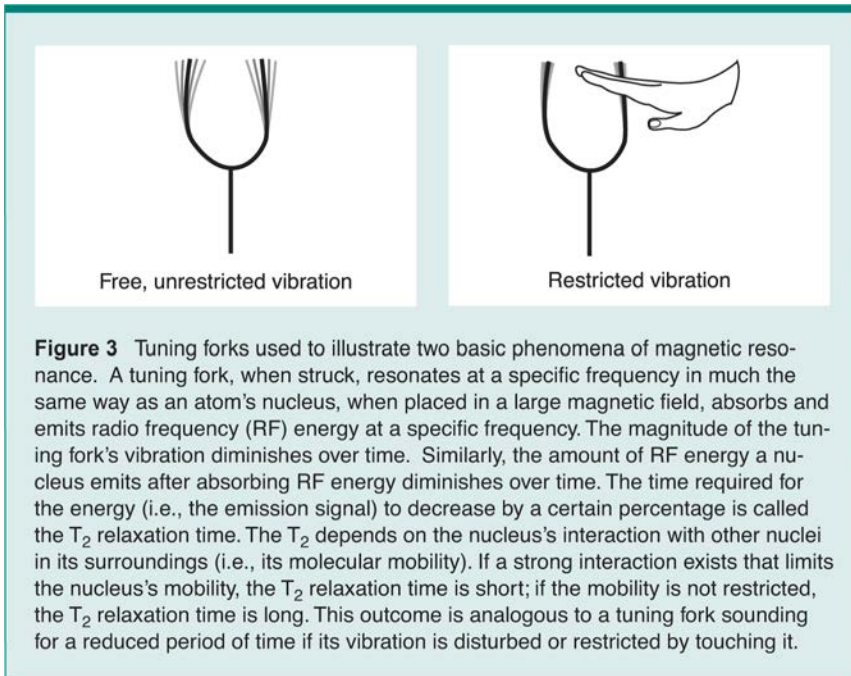 Free, unrestricted vibration
Restricted vibration
Figure 3 Tuning forks used to illustrate two basic phenomena of magnetic reso-
nance. A tuning fork, when struck, resonates at a specific frequency in much the
same way as an atom's nucleus, when placed in a large magnetic field, absorbs and
emits radio frequency (RF) energy at a specific frequency. The magnitude of the tun-
ing fork's vibration diminishes over time. Similarly, the amount of RF energy a nu-
cleus emits after absorbing RF energy diminishes over time. The time required for
the energy (i.e., the emission signal) to decrease by a certain percentage is called
the T₂ relaxation time. The T₂ depends on the nucleus's interaction with other nuclei
in its surroundings (i.e., its molecular mobility). If a strong interaction exists that limits
the nucleus's mobility, the T₂ relaxation time is short; if the mobility is not restricted,
the T₂ relaxation time is long. This outcome is analogous to a tuning fork sounding
for a reduced period of time if its vibration is disturbed or restricted by touching it.